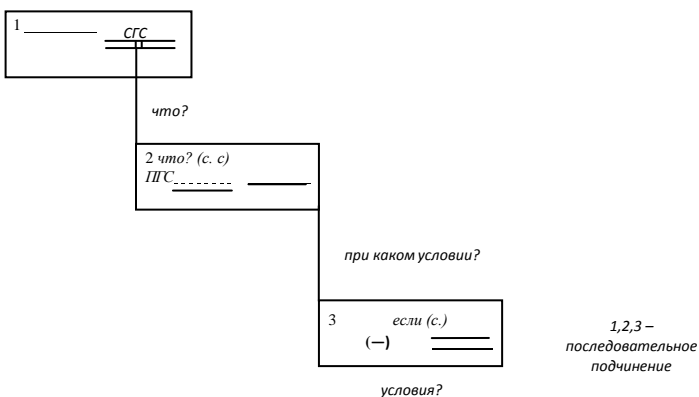 1
СГС
что?
2 что? (с. с)
ПГС
при каком условии?
3 если (с.)
(—)
1,2,3 –
последовательное
подчинение
условия?